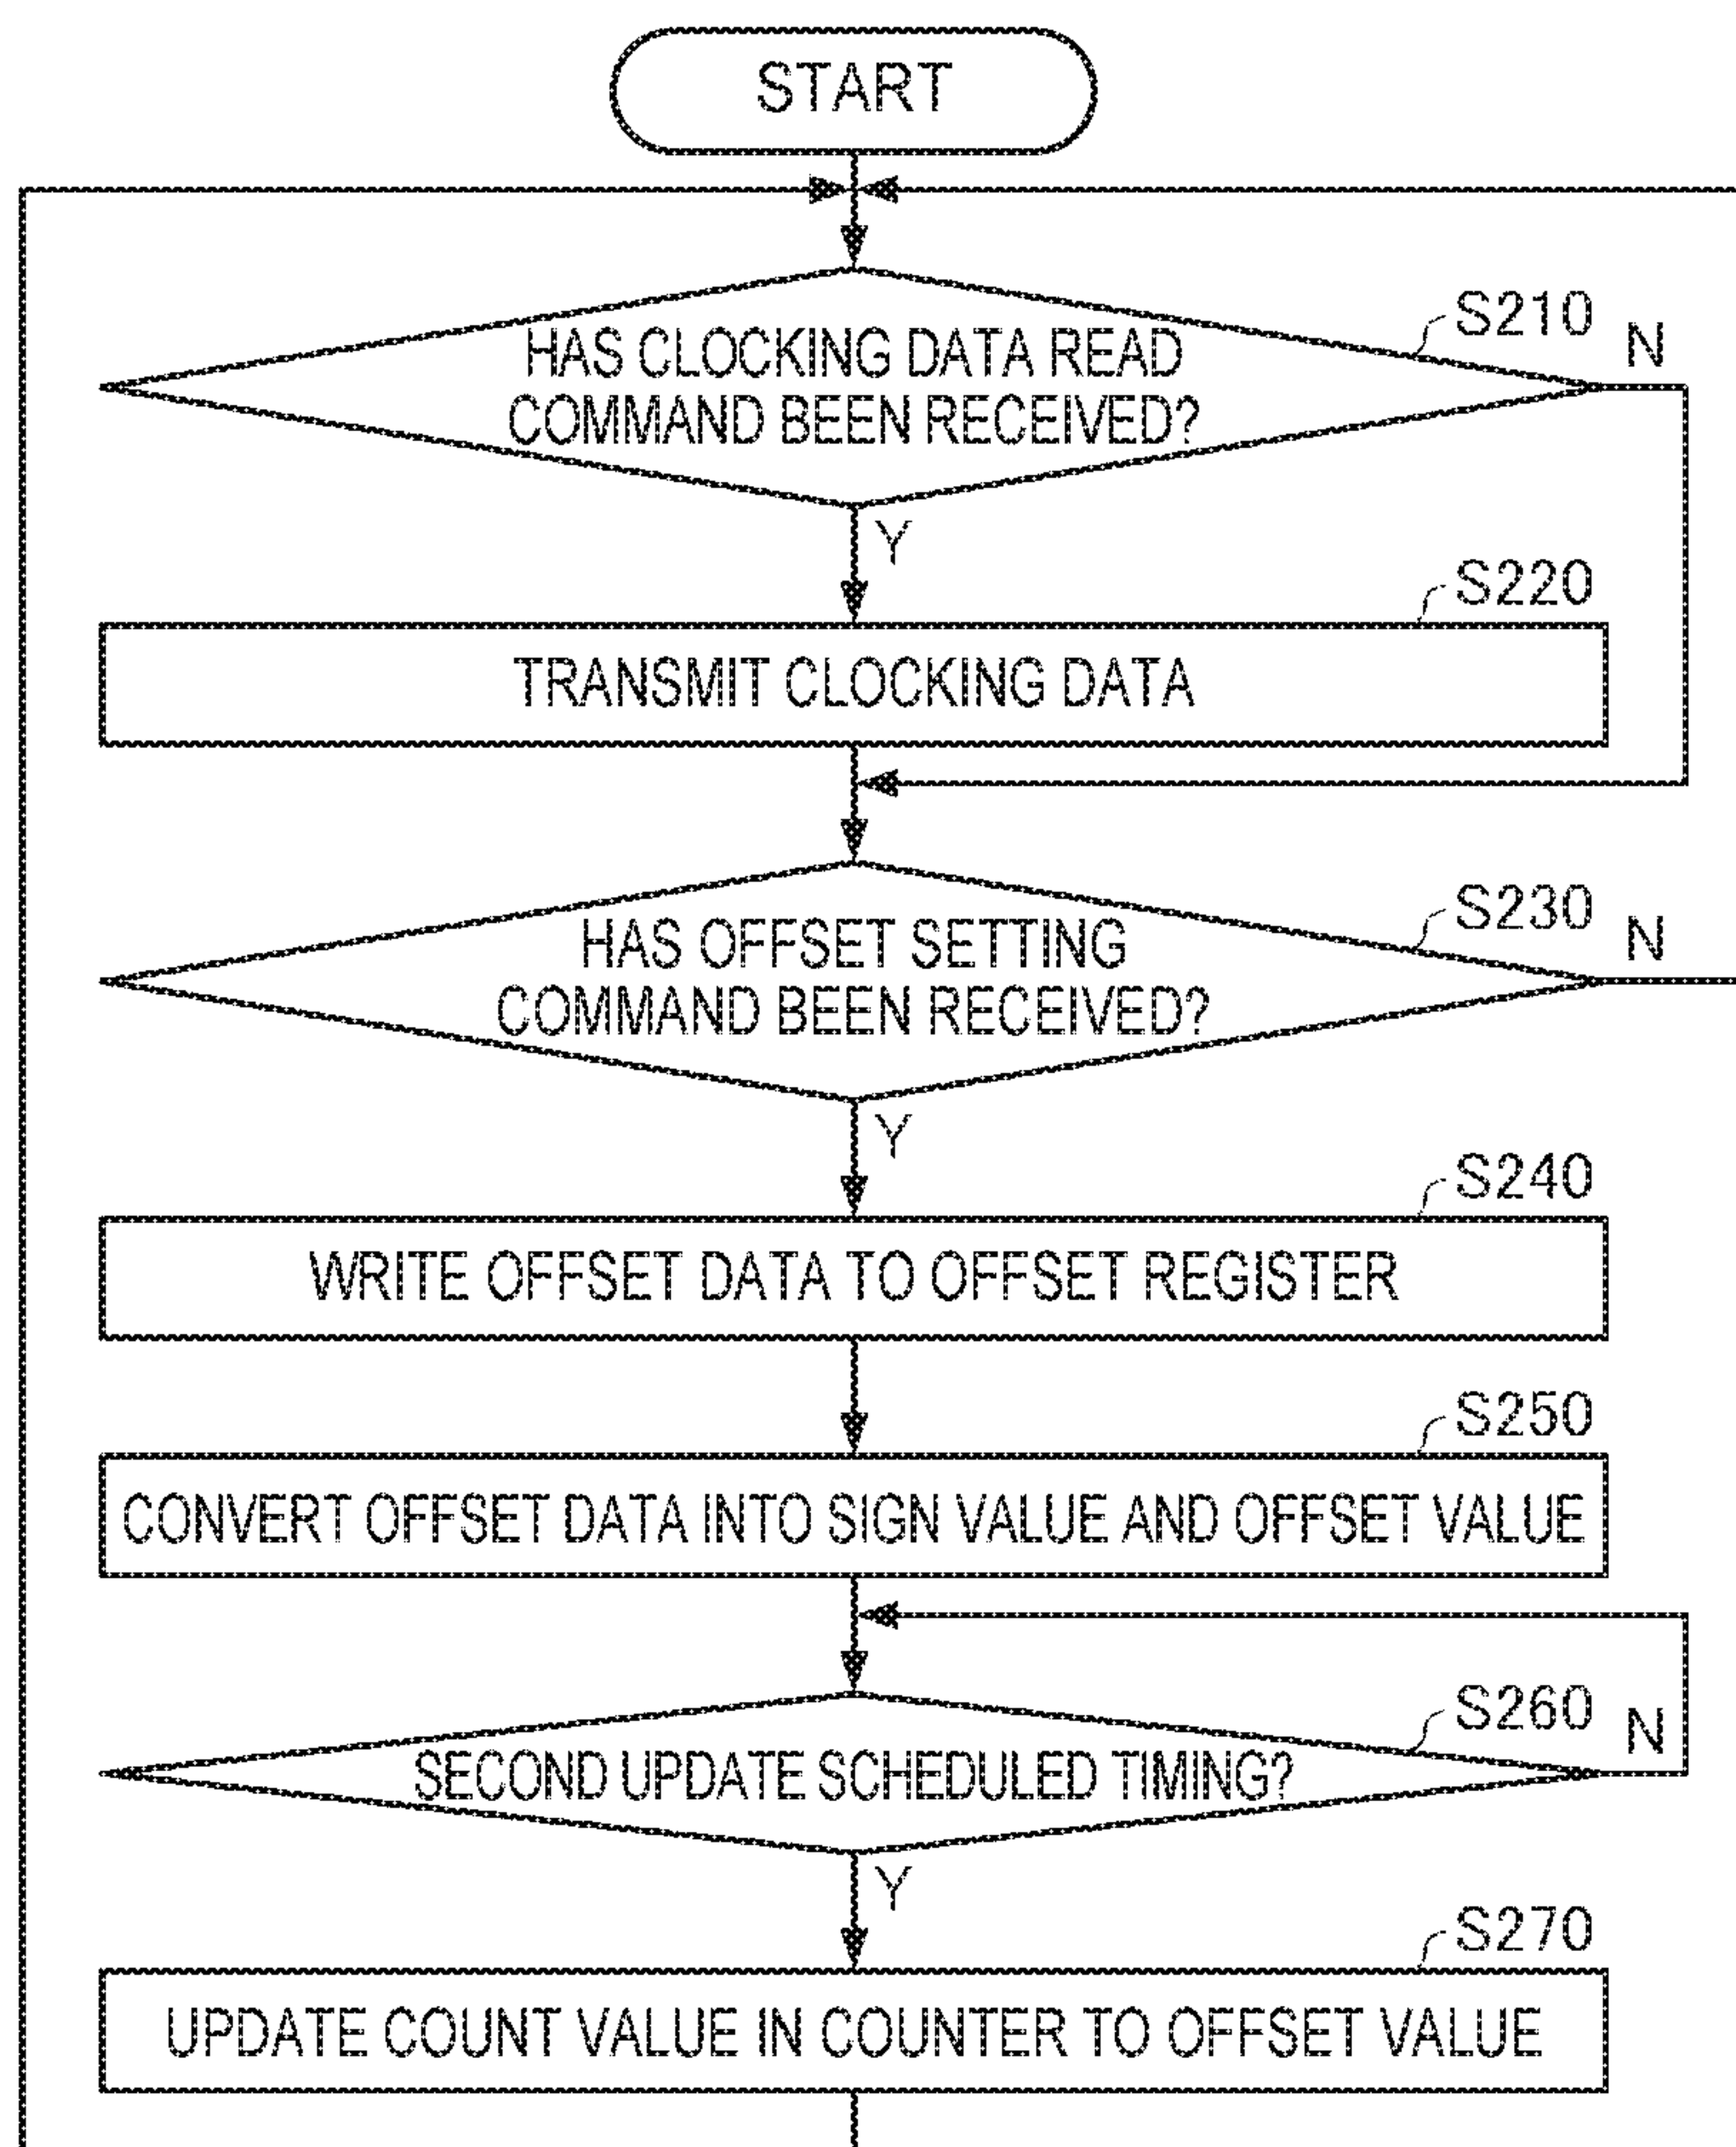 START
HAS CLOCKING DATA READ
COMMAND BEEN RECEIVED?
S210
N
Y
S220
TRANSMIT CLOCKING DATA
HAS OFFSET SETTING
COMMAND BEEN RECEIVED?
S230
N
Y
S240
WRITE OFFSET DATA TO OFFSET REGISTER
S250
CONVERT OFFSET DATA INTO SIGN VALUE AND OFFSET VALUE
SECOND UPDATE SCHEDULED TIMING?
S260
N
Y
S270
UPDATE COUNT VALUE IN COUNTER TO OFFSET VALUE